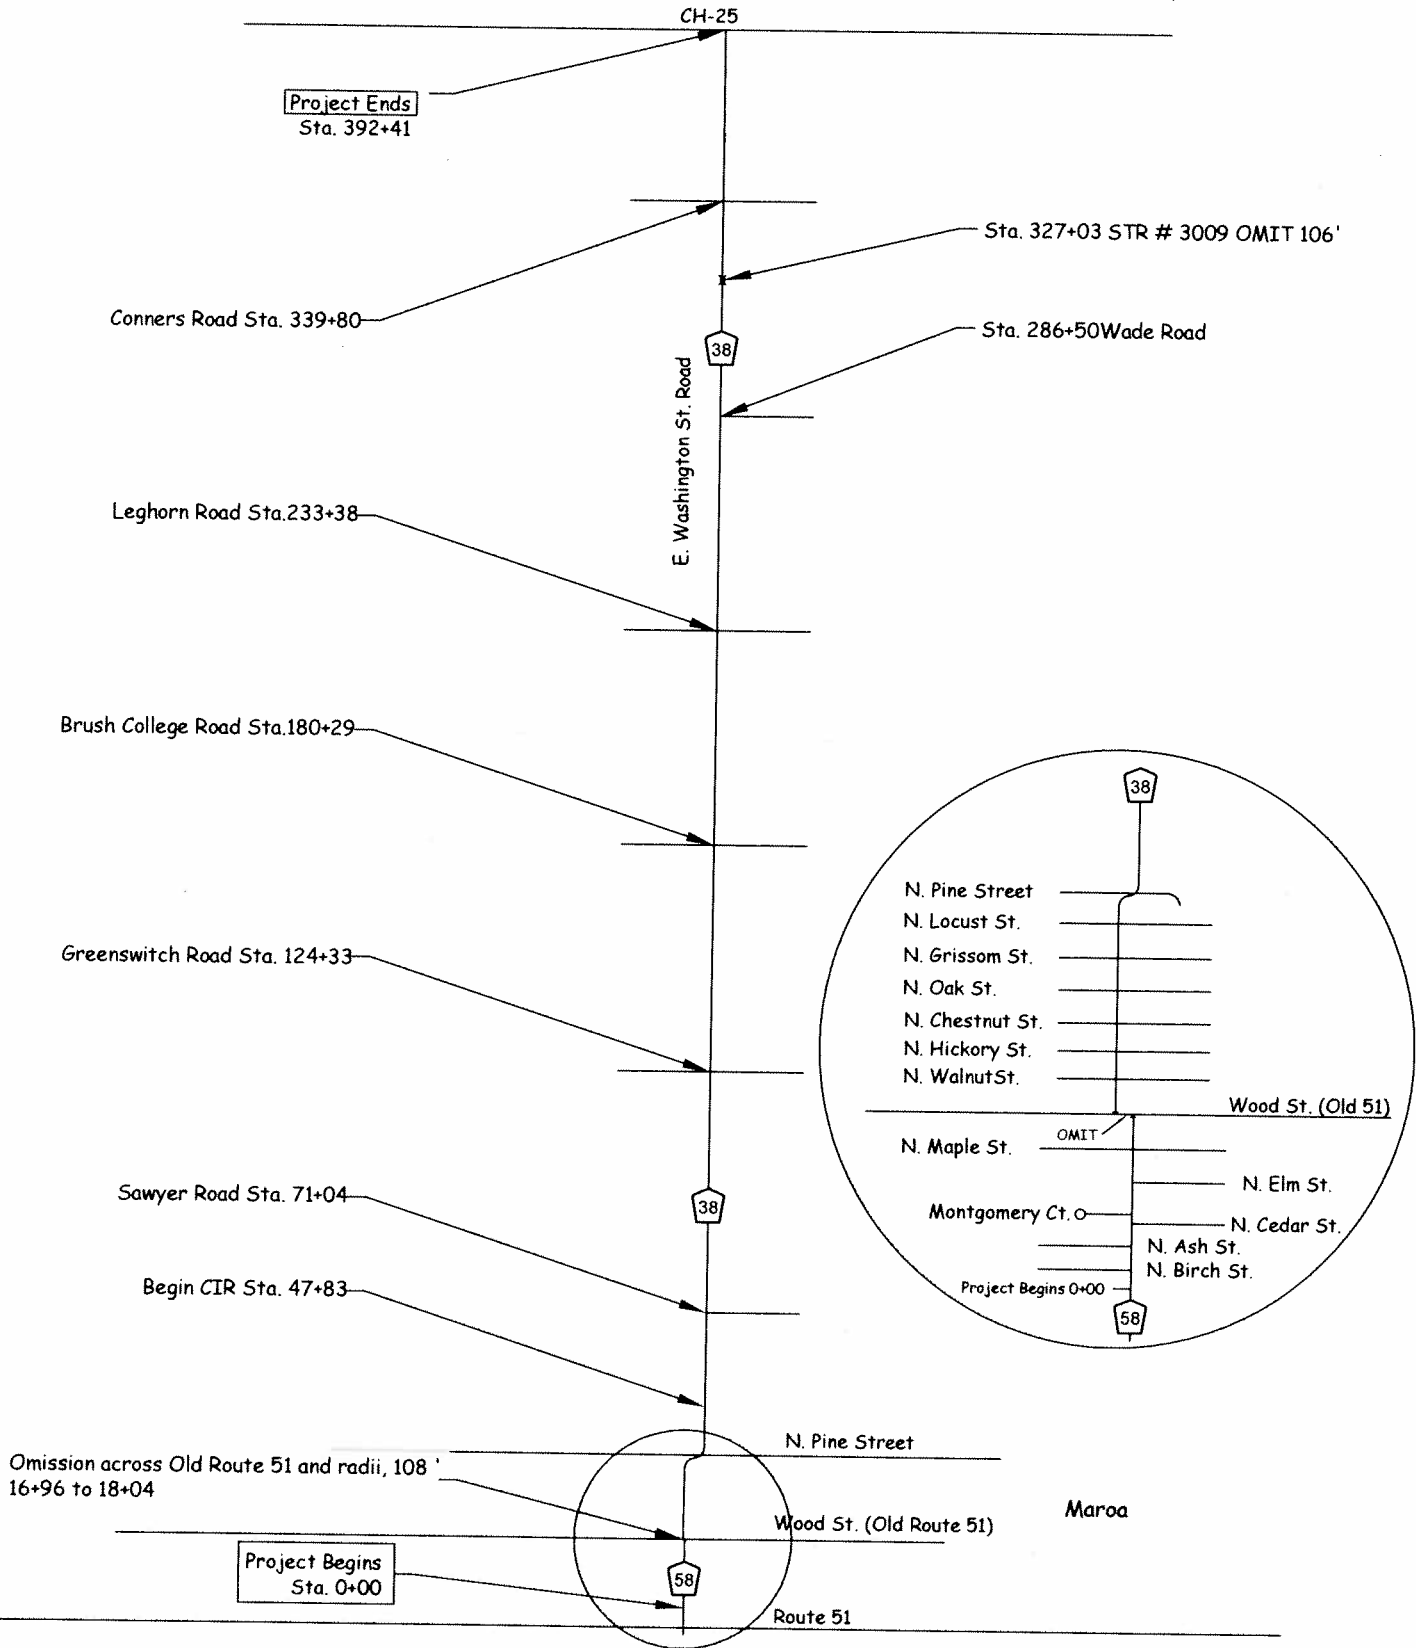 CH-25
Project Ends
Sta. 392+41
Sta. 327+03 STR # 3009 OMIT 106'
Conners Road Sta. 339+80
Sta. 286+50Wade Road
38
E. Washington St. Road
Leghorn Road Sta.233+38
Brush College Road Sta.180+29
Greenswitch Road Sta. 124+33
Sawyer Road Sta. 71+04
38
Begin CIR Sta. 47+83
N. Pine Street
Omission across Old Route 51 and radii, 108 '
16+96 to 18+04
Maroa
Wood St. (Old Route 51)
Project Begins
Sta. 0+00
58
Route 51
38
N. Pine Street
N. Locust St.
N. Grissom St.
N. Oak St.
N. Chestnut St.
N. Hickory St.
N. WalnutSt.
Wood St. (Old 51)
OMIT
N. Maple St.
N. Elm St.
Montgomery Ct.
N. Cedar St.
N. Ash St.
N. Birch St.
Project Begins 0+00
58